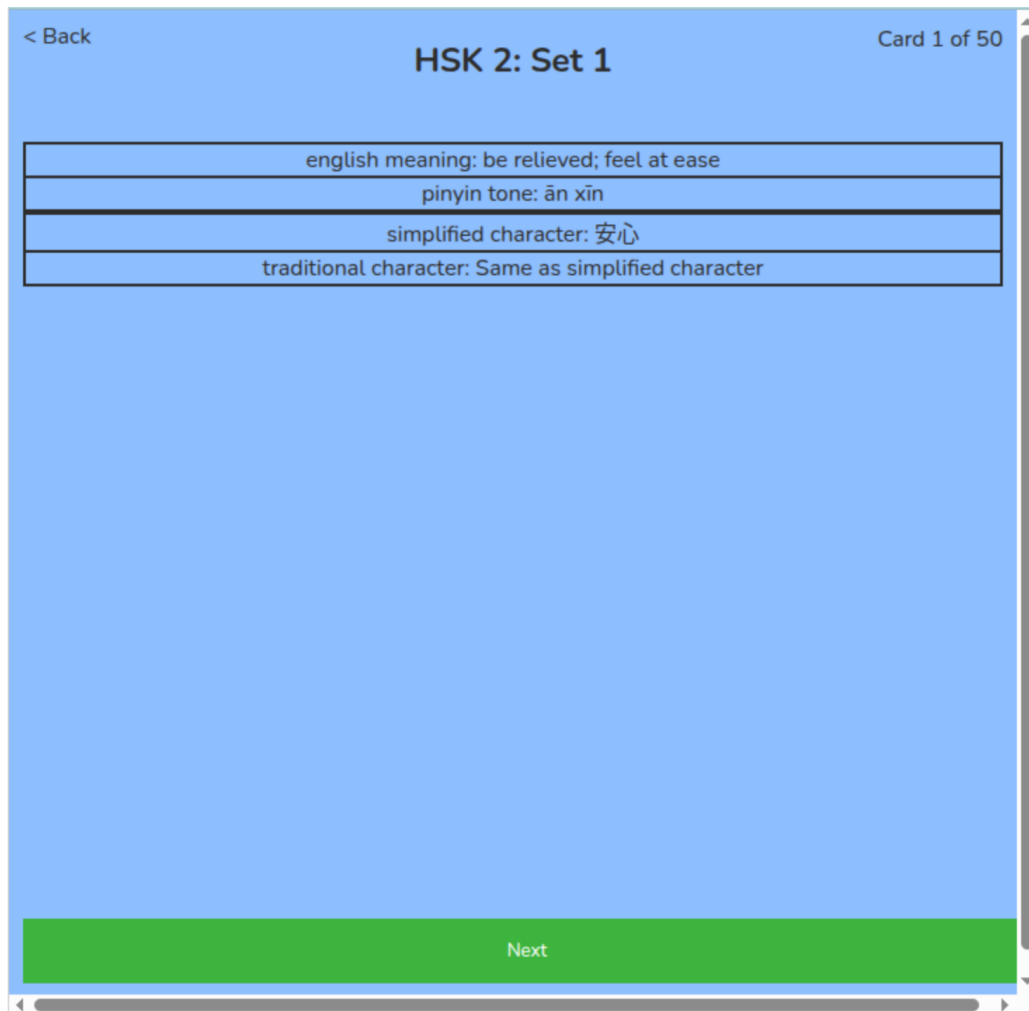 < Back
Card 1 of 50
HSK 2: Set 1
english meaning: be relieved; feel at ease
pinyin tone: ān xīn
simplified character: 安心
traditional character: Same as simplified character
Next